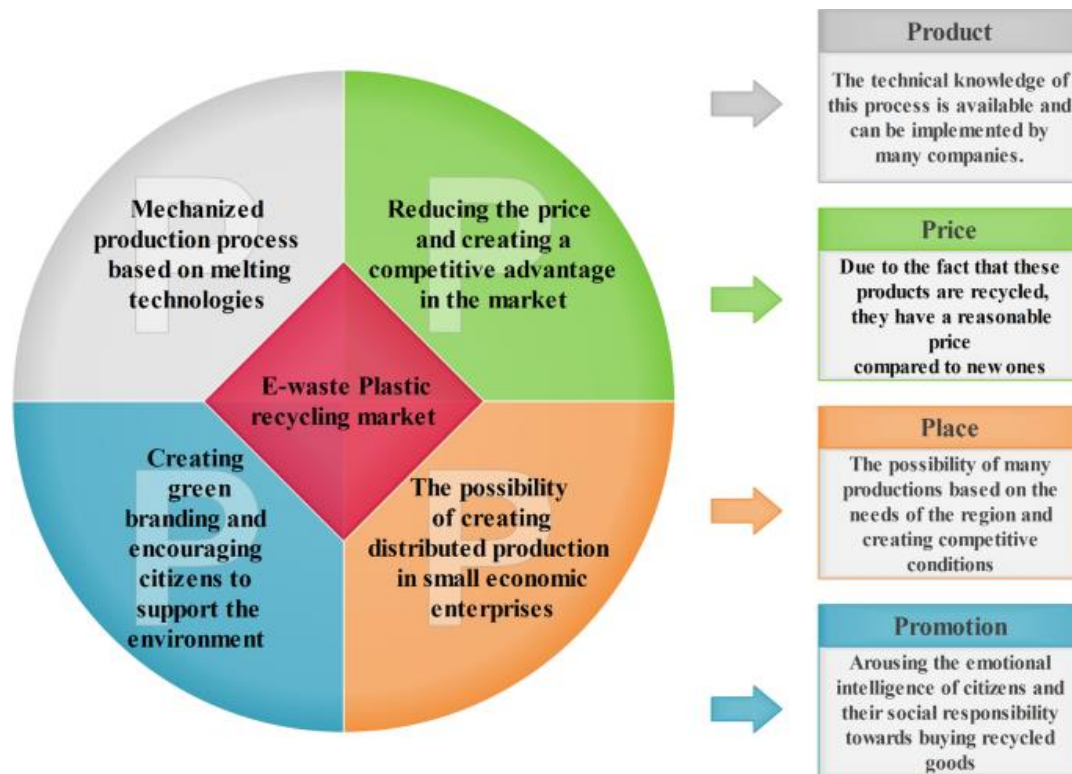 Mechanized
production process
based on melting
technologies
Reducing the price
and creating a
competitive advantage
in the market
E-waste Plastic
recycling market
Creating
green
branding and
encouraging
citizens to
support the
environment
The possibility
of creating
distributed production
in small economic
enterprises
P
P
P
P
Product
The technical knowledge of
this process is available and
can be implemented by
many companies.
Price
Due to the fact that these
products are recycled,
they have a reasonable
price
compared to new ones
Place
The possibility of many
productions based on the
needs of the region and
creating competitive
conditions
Promotion
Arousing the emotional
intelligence of citizens and
their social responsibility
towards buying recycled
goods